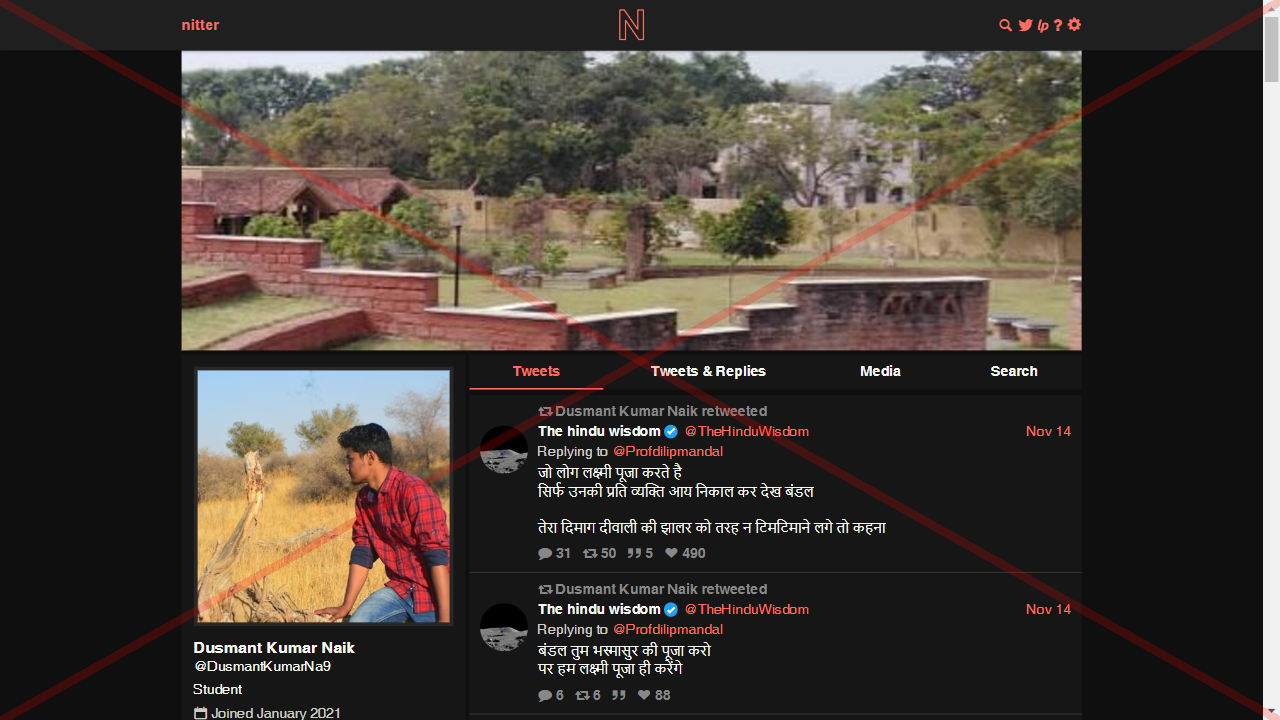 nitter
N
lp ?
Tweets
Tweets & Replies
Media
Search
Dusmant Kumar Naik retweeted
The hindu wisdom @TheHinduWisdom Nov 14
Replying to @Profdilipmandal
जो लोग लक्ष्मी पूजा करते है
सिर्फ उनकी प्रति व्यक्ति आय निकाल कर देख बंडल
तेरा दिमाग दीवाली की झालर को तरह न टिमटिमाने लगे तो कहना
31 50 5 490
Dusmant Kumar Naik retweeted
The hindu wisdom @TheHinduWisdom Nov 14
Replying to @Profdilipmandal
बंडल तुम भस्मासुर की पूजा करो
पर हम लक्ष्मी पूजा ही करेंगे
6 6 88
Dusmant Kumar Naik
@DusmantKumarNa9
Student
Joined January 2021